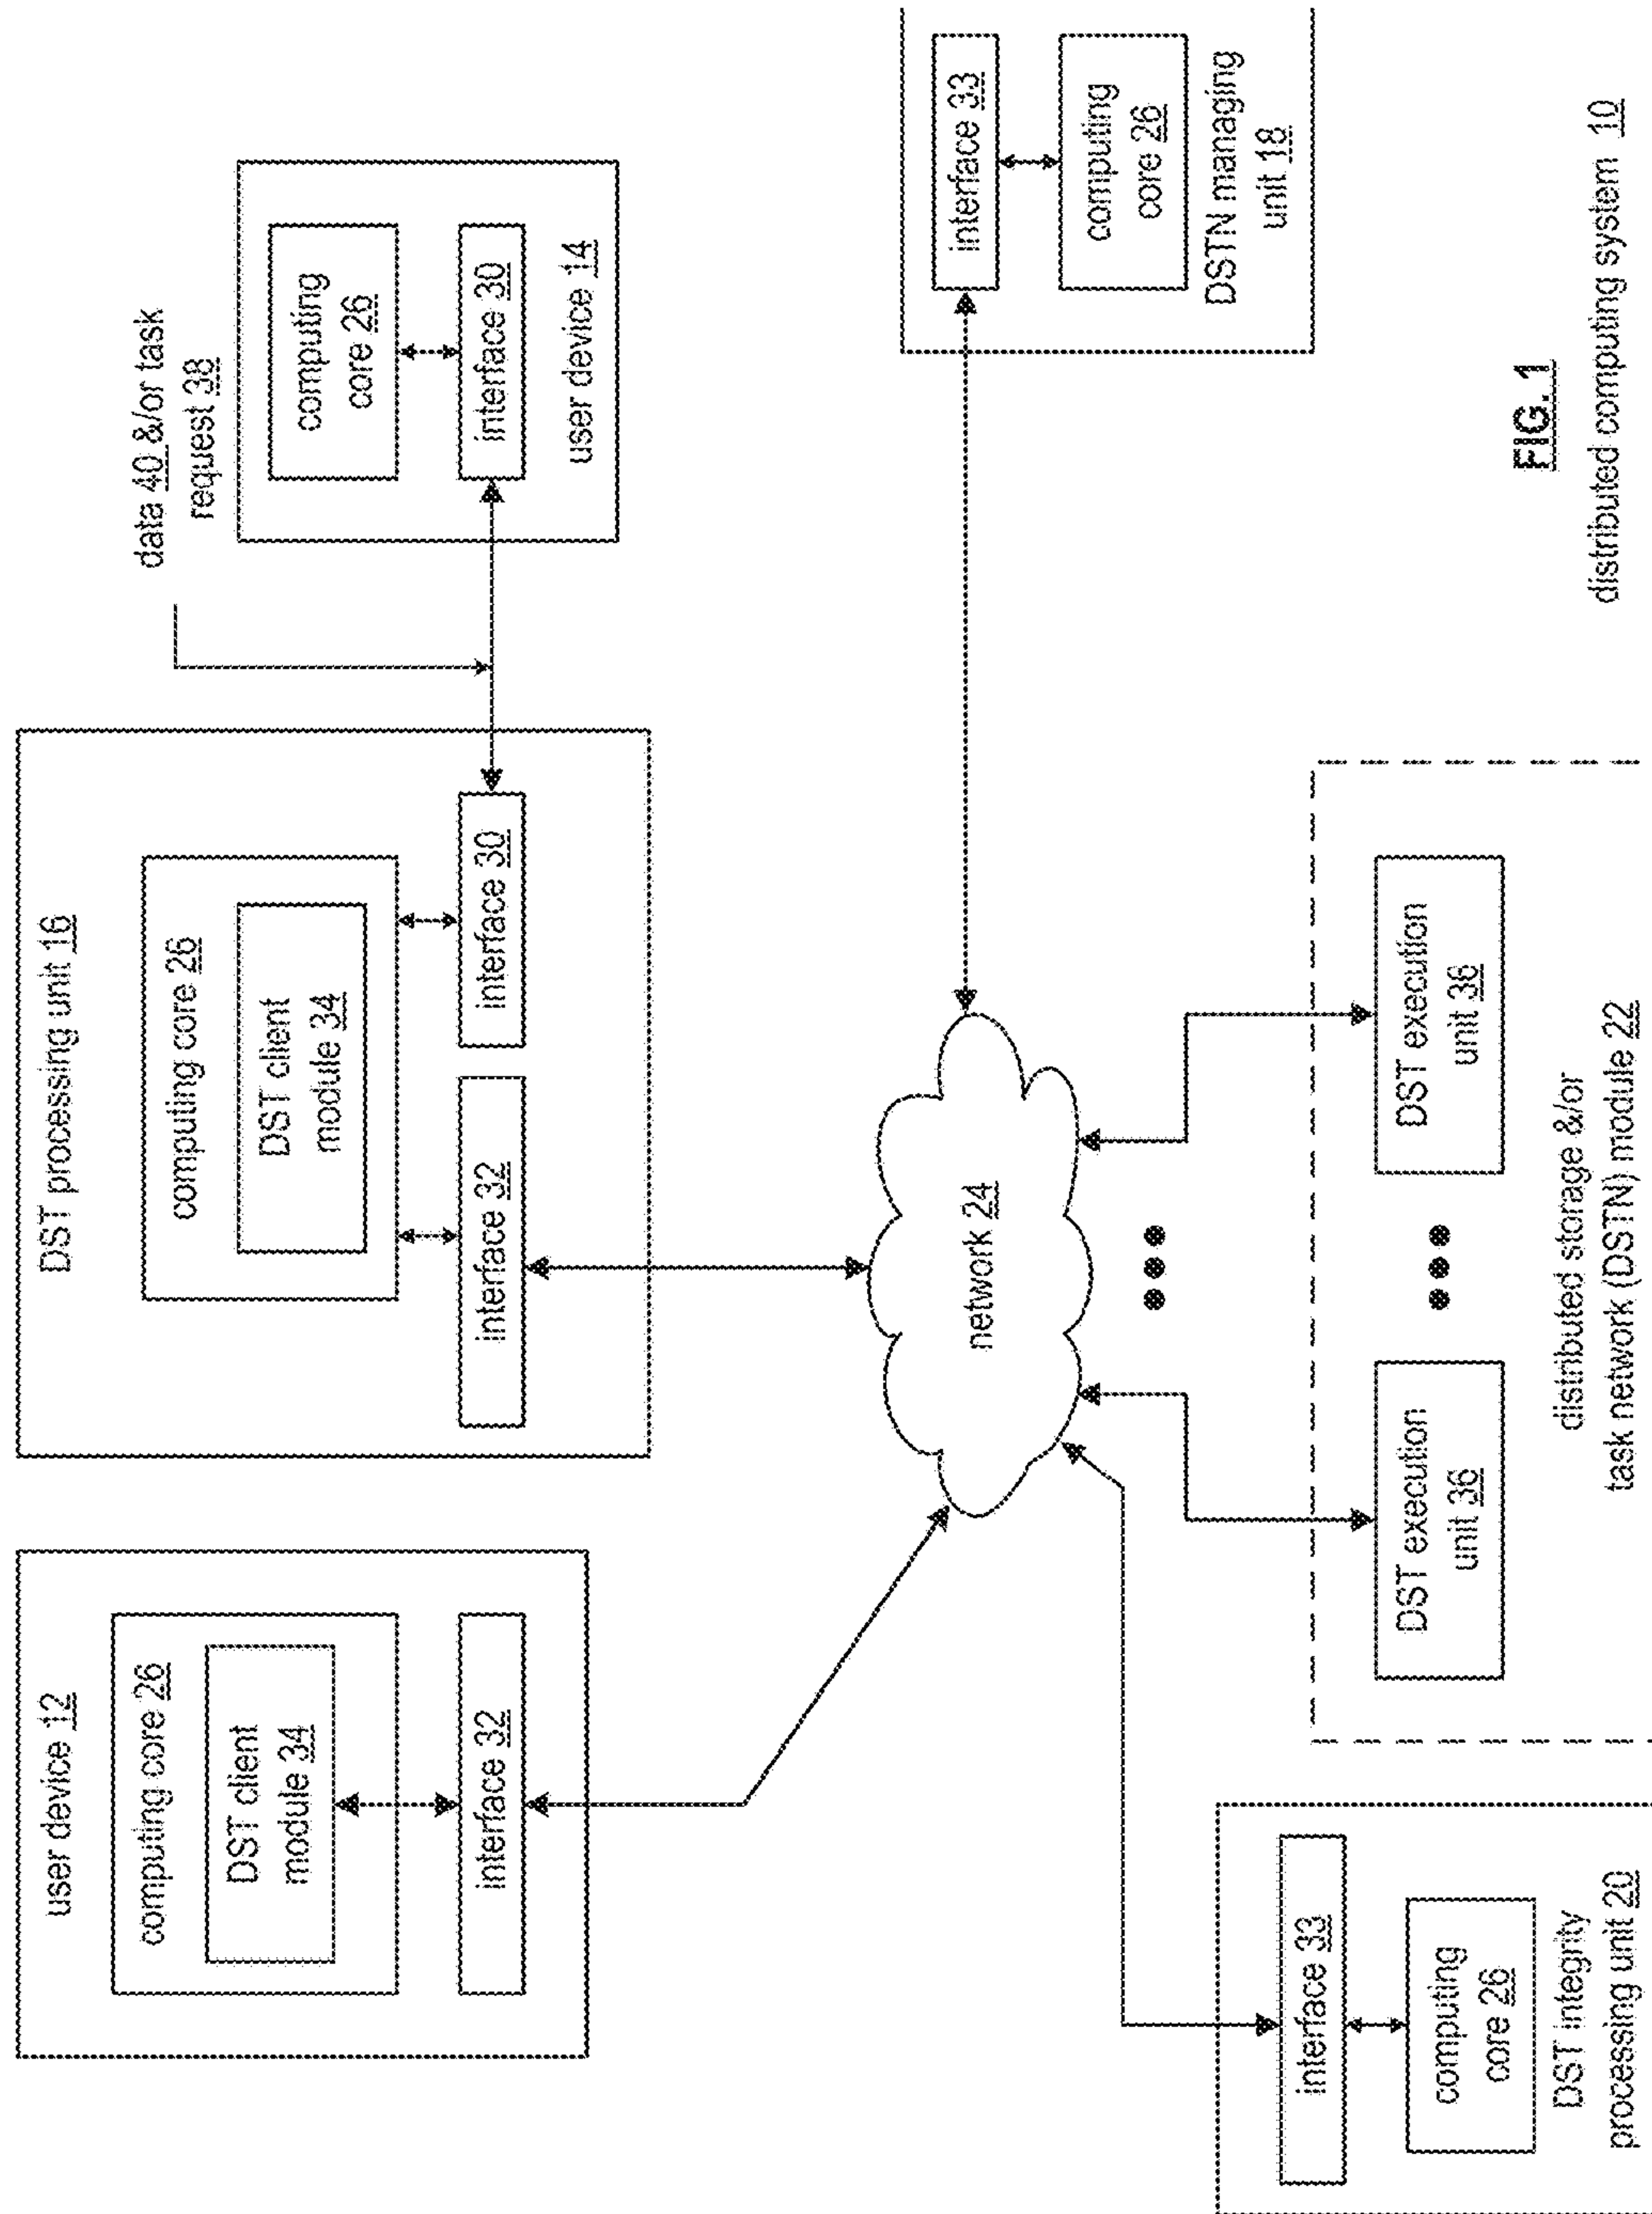 user device 12
computing core 26
DST client
module 34
interface 32
DST processing unit 16
computing core 26
DST client
module 34
interface 32
interface 30
data 40 &/or task
request 38
computing
core 26
interface 30
user device 14
network 24
interface 33
computing
core 26
DSTN managing
unit 18
interface 33
computing
core 26
DST integrity
processing unit 20
DST execution
unit 36
DST execution
unit 36
distributed storage &/or
task network (DSTN) module 22
FIG. 1
distributed computing system 10